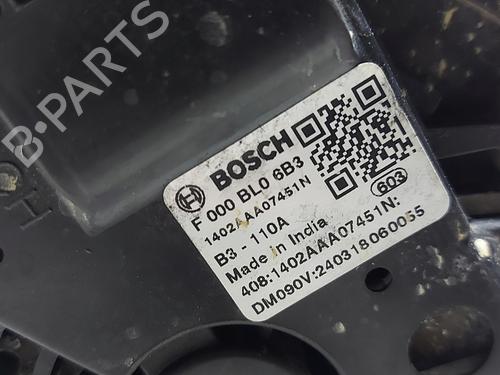 B-PARTS
BOSCH
F 000 BL0 6B3
1402AAA07451N
B3 - 110A
Made in India
603
408:1402AAA07451N:
DM090V:240318060055